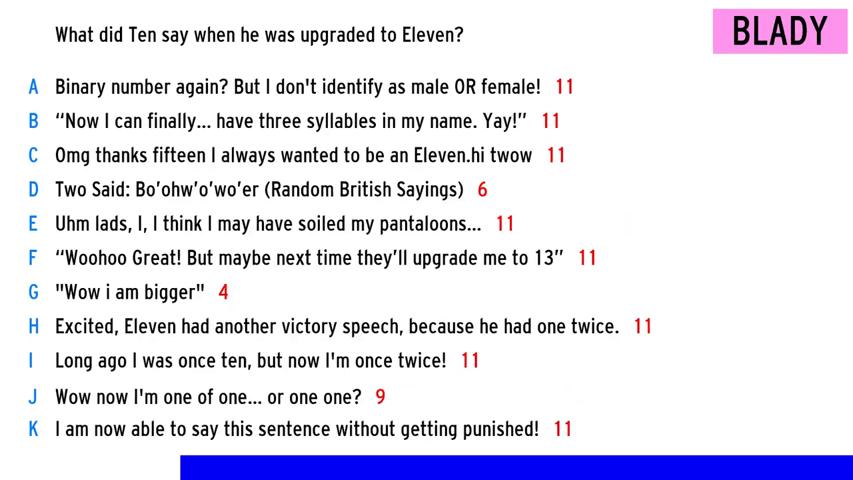 What did Ten say when he was upgraded to Eleven?
BLADY
A Binary number again? But I don't identify as male OR female! 11
B “Now I can finally... have three syllables in my name. Yay!” 11
C Omg thanks fifteen I always wanted to be an Eleven.hi twow 11
D Two Said: Bo’ohw’o’wo’er (Random British Sayings) 6
E Uhm lads, I, I think I may have soiled my pantaloons... 11
F “Woohoo Great! But maybe next time they’ll upgrade me to 13” 11
G "Wow i am bigger" 4
H Excited, Eleven had another victory speech, because he had one twice. 11
I Long ago I was once ten, but now I'm once twice! 11
J Wow now I'm one of one... or one one? 9
K I am now able to say this sentence without getting punished! 11